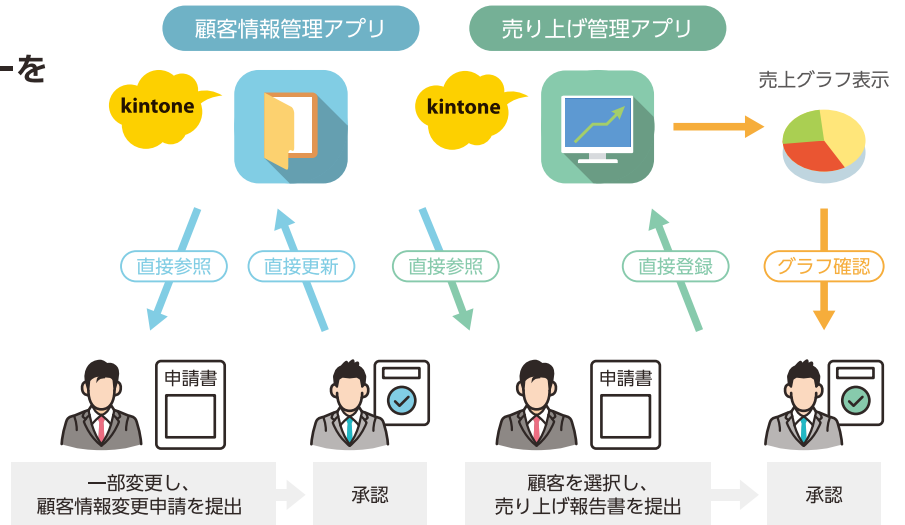 顧客情報管理アプリ
売り上げ管理アプリ
ーを
kintone
kintone
売上グラフ表示
直接参照
直接更新
直接参照
直接登録
グラフ確認
申請書
申請書
一部変更し、
顧客情報変更申請を提出
承認
顧客を選択し、
売り上げ報告書を提出
承認